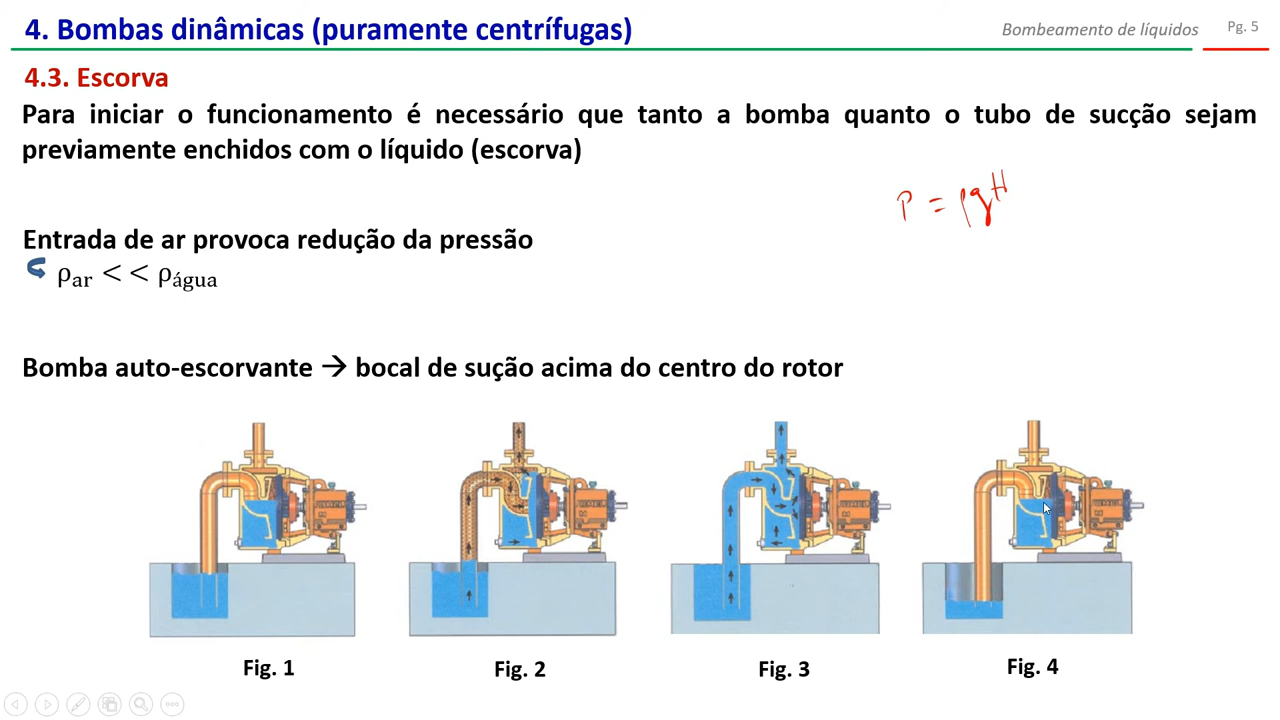 4. Bombas dinâmicas (puramente centrífugas)
Bombeamento de líquidos
Pg. 5
4.3. Escorva
Para iniciar o funcionamento é necessário que tanto a bomba quanto o tubo de sucção sejam
previamente enchidos com o líquido (escorva)
P = ρgH
Entrada de ar provoca redução da pressão
ρar << ρágua
Bomba auto-escorvante → bocal de sução acima do centro do rotor
Fig. 1
Fig. 2
Fig. 3
Fig. 4